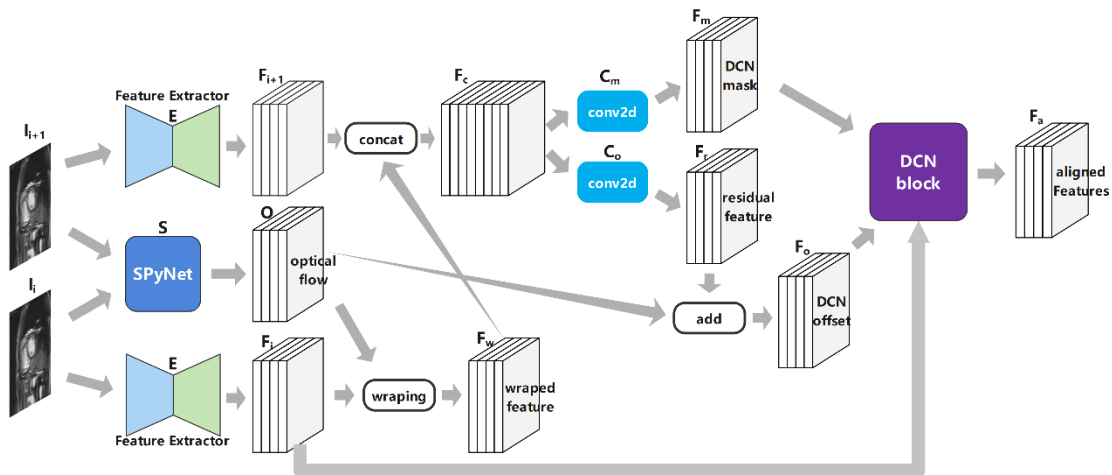 I_{i+1}
Feature Extractor
E
F_{i+1}
concat
F_c
C_m
conv2d
C_o
conv2d
F_m
DCN
mask
F_r
residual
feature
DCN
block
F_a
aligned
Features
S
SPyNet
O
optical
flow
add
F_o
DCN
offset
I_i
E
Feature Extractor
F_i
wraping
F_w
wraped
feature